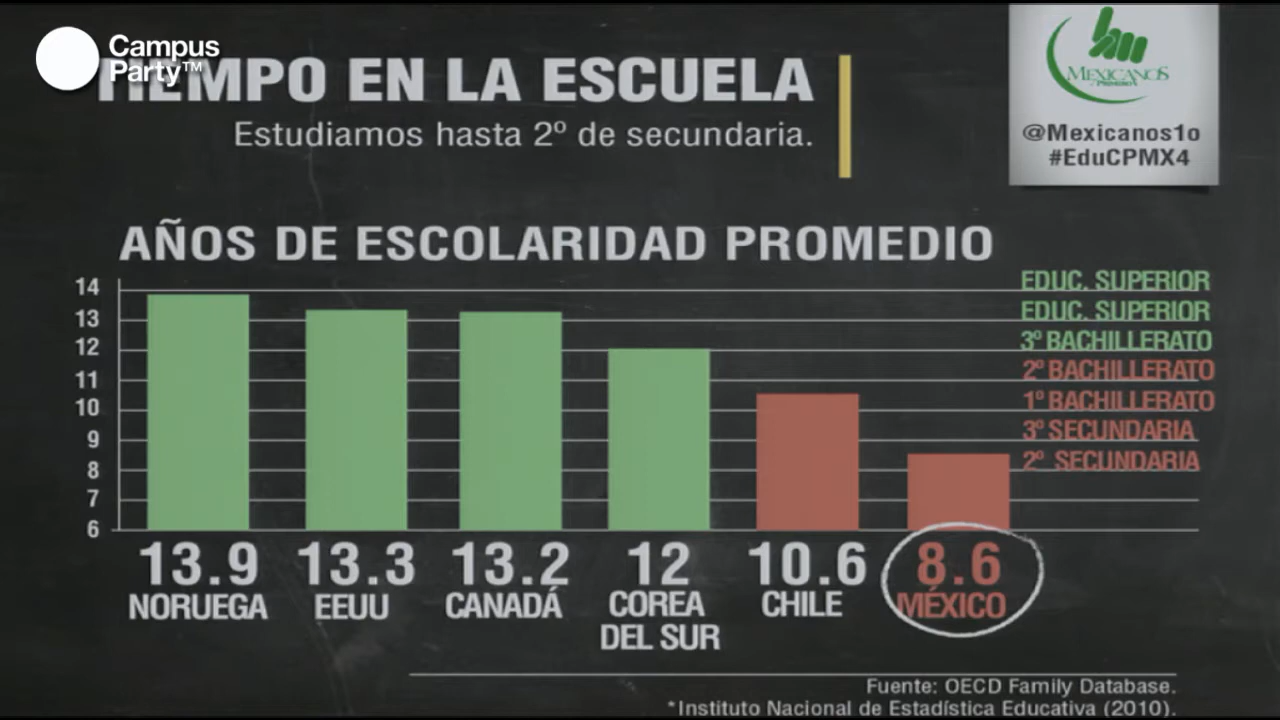 Campus
Party™
TIEMPO EN LA ESCUELA
Estudiamos hasta 2º de secundaria.
MEXICANOS
PRIMERO
@Mexicanos1o
#EduCPMX4
AÑOS DE ESCOLARIDAD PROMEDIO
14
13
12
11
10
9
8
7
6
EDUC. SUPERIOR
EDUC. SUPERIOR
3º BACHILLERATO
2º BACHILLERATO
1º BACHILLERATO
3º SECUNDARIA
2º SECUNDARIA
13.9 13.3 13.2 12 10.6 8.6
NORUEGA EEUU CANADÁ COREA DEL SUR CHILE MÉXICO
Fuente: OECD Family Database.
*Instituto Nacional de Estadística Educativa (2010).